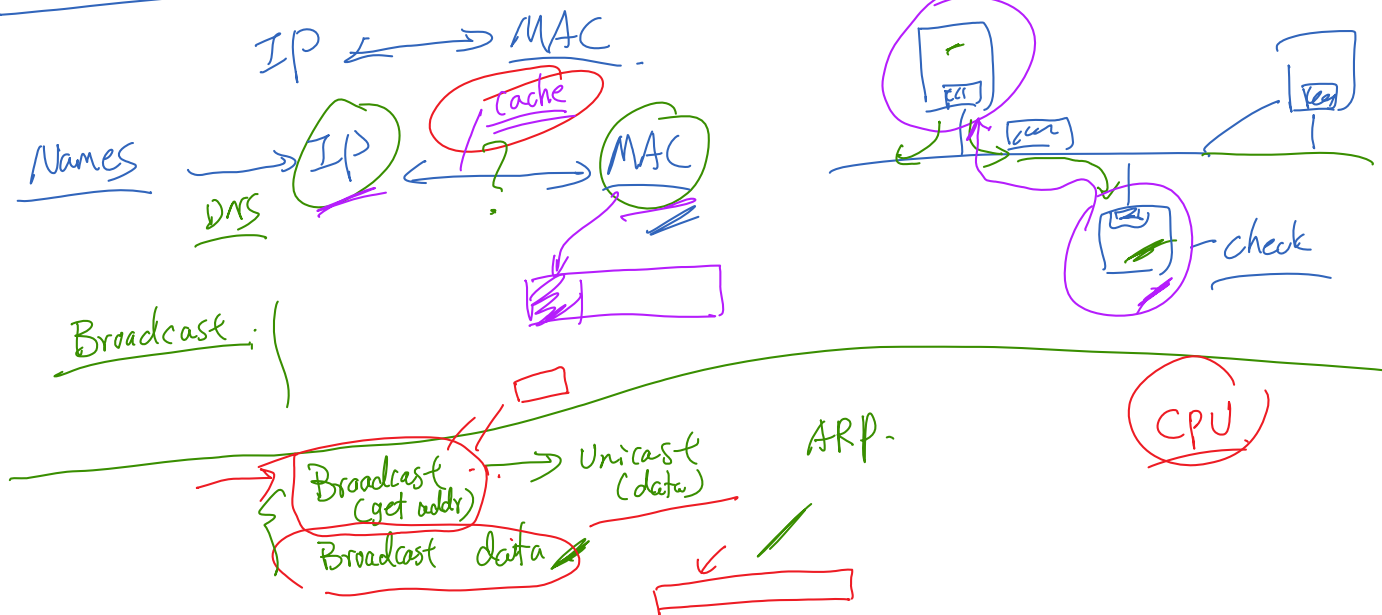 IP MAC
Cache
Names IP ? MAC
DNS
check
Broadcast
CPU
ARP.
Broadcast Unicast
(get addr) (data)
Broadcast data